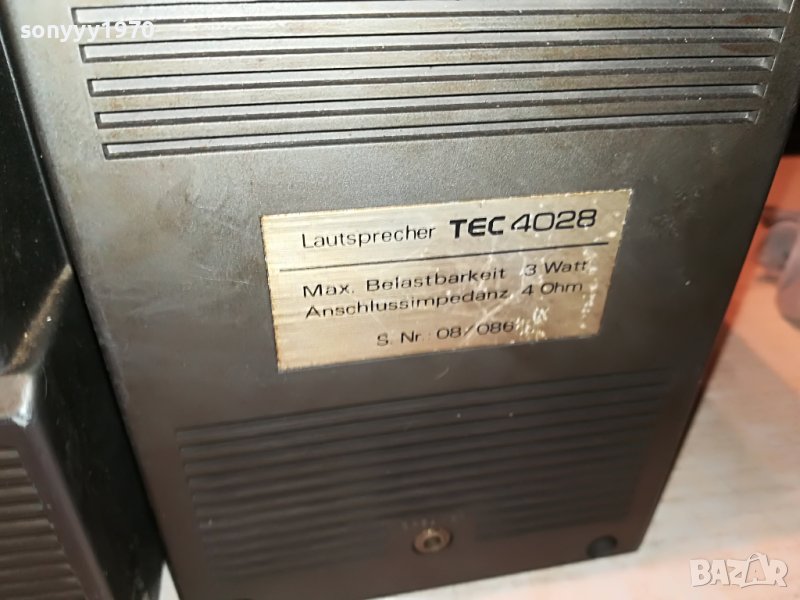 sonyyy1970
Lautsprecher TEC 4028
Max. Belastbarkeit 3 Watt
Anschlussimpedanz 4 Ohm
S. Nr. 08/086
BAZAR